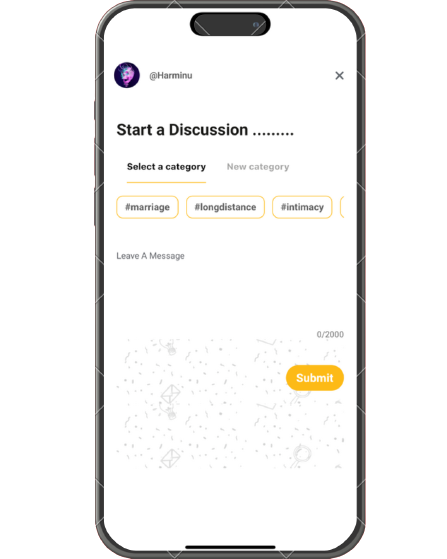 @Harminu
Start a Discussion .........
Select a category New category
#marriage #longdistance #intimacy
Leave A Message
0/2000
Submit